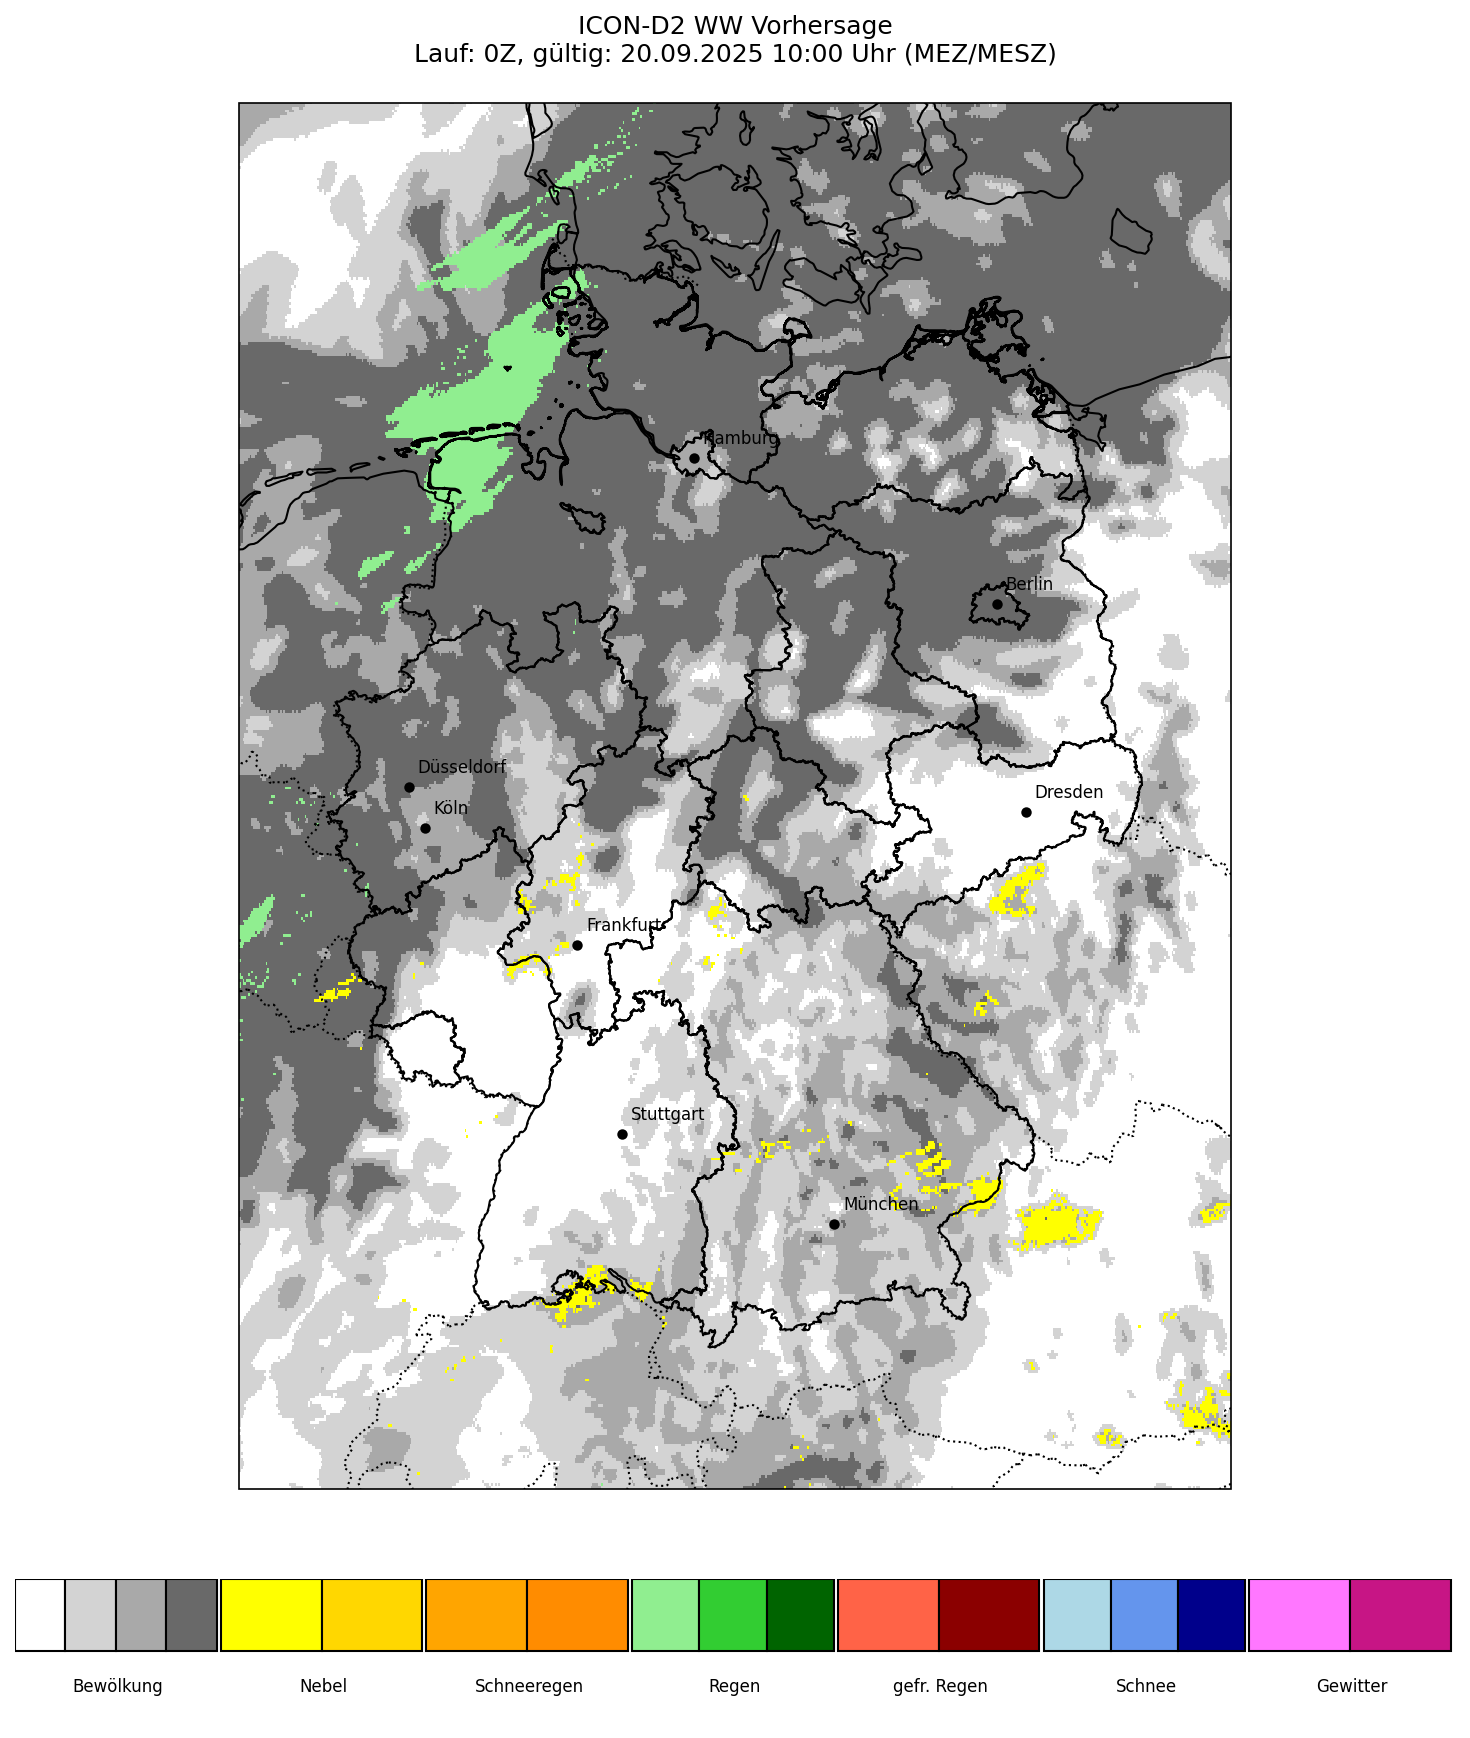 ICON-D2 WW Vorhersage
Lauf: 0Z, gültig: 20.09.2025 10:00 Uhr (MEZ/MESZ)
Hamburg
Berlin
Düsseldorf
Köln
Dresden
Frankfurt
Stuttgart
München
Bewölkung
Nebel
Schneeregen
Regen
gefr. Regen
Schnee
Gewitter